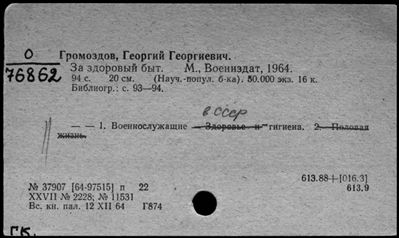 О
76862
Громоздов, Георгий Георгиевич.
За здоровый быт. М., Воениздат, 1964.
94 с. 20 см. (Науч.-попул. б-ка). 50.000 экз. 16 к.
Библиогр.: с. 93—94.
в СССР
— — 1. Военнослужащие — Здоровье и гигиена. 2. Половая
жизнь.
613.88+[016.3]
613.9
№ 37907 [64-97515] п 22
XXVII № 2228; № 11531
Вс. кн. пал. 12 XII 64 Г874
ГК.